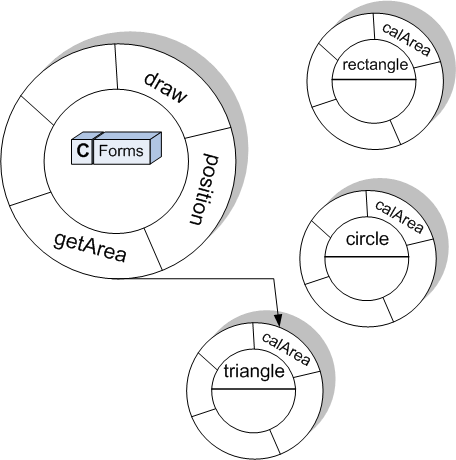 draw
C Forms
position
getArea
calArea
rectangle
calArea
circle
calArea
triangle